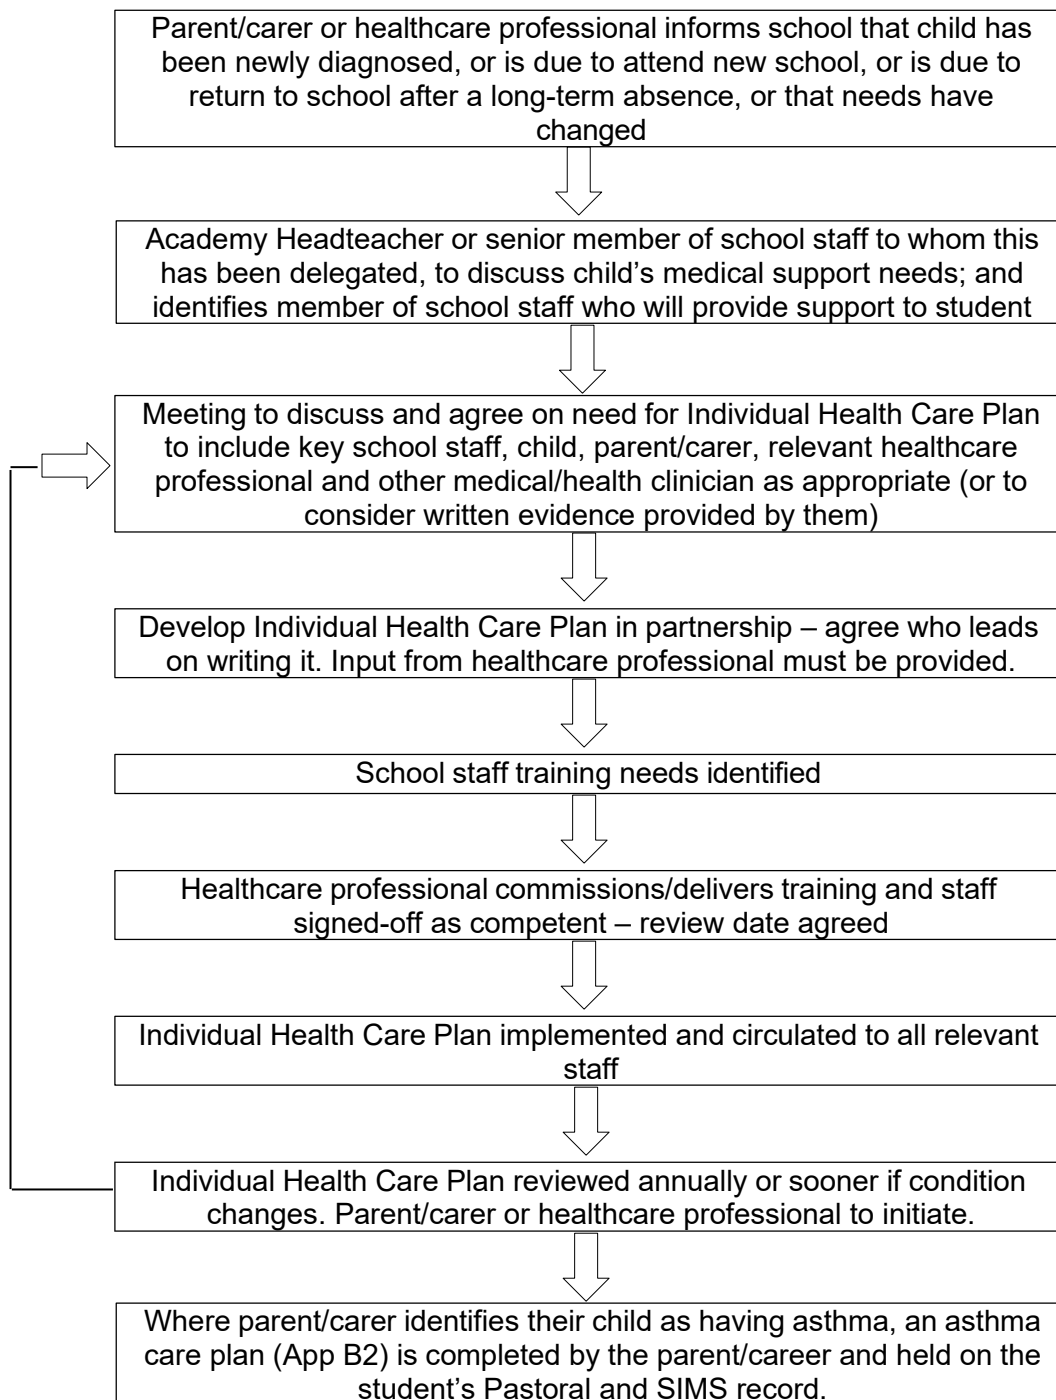 Parent/carer or healthcare professional informs school that child has
been newly diagnosed, or is due to attend new school, or is due to
return to school after a long-term absence, or that needs have
changed
Academy Headteacher or senior member of school staff to whom this
has been delegated, to discuss child’s medical support needs; and
identifies member of school staff who will provide support to student
Meeting to discuss and agree on need for Individual Health Care Plan
to include key school staff, child, parent/carer, relevant healthcare
professional and other medical/health clinician as appropriate (or to
consider written evidence provided by them)
Develop Individual Health Care Plan in partnership – agree who leads
on writing it. Input from healthcare professional must be provided.
School staff training needs identified
Healthcare professional commissions/delivers training and staff
signed-off as competent – review date agreed
Individual Health Care Plan implemented and circulated to all relevant
staff
Individual Health Care Plan reviewed annually or sooner if condition
changes. Parent/carer or healthcare professional to initiate.
Where parent/carer identifies their child as having asthma, an asthma
care plan (App B2) is completed by the parent/career and held on the
student’s Pastoral and SIMS record.